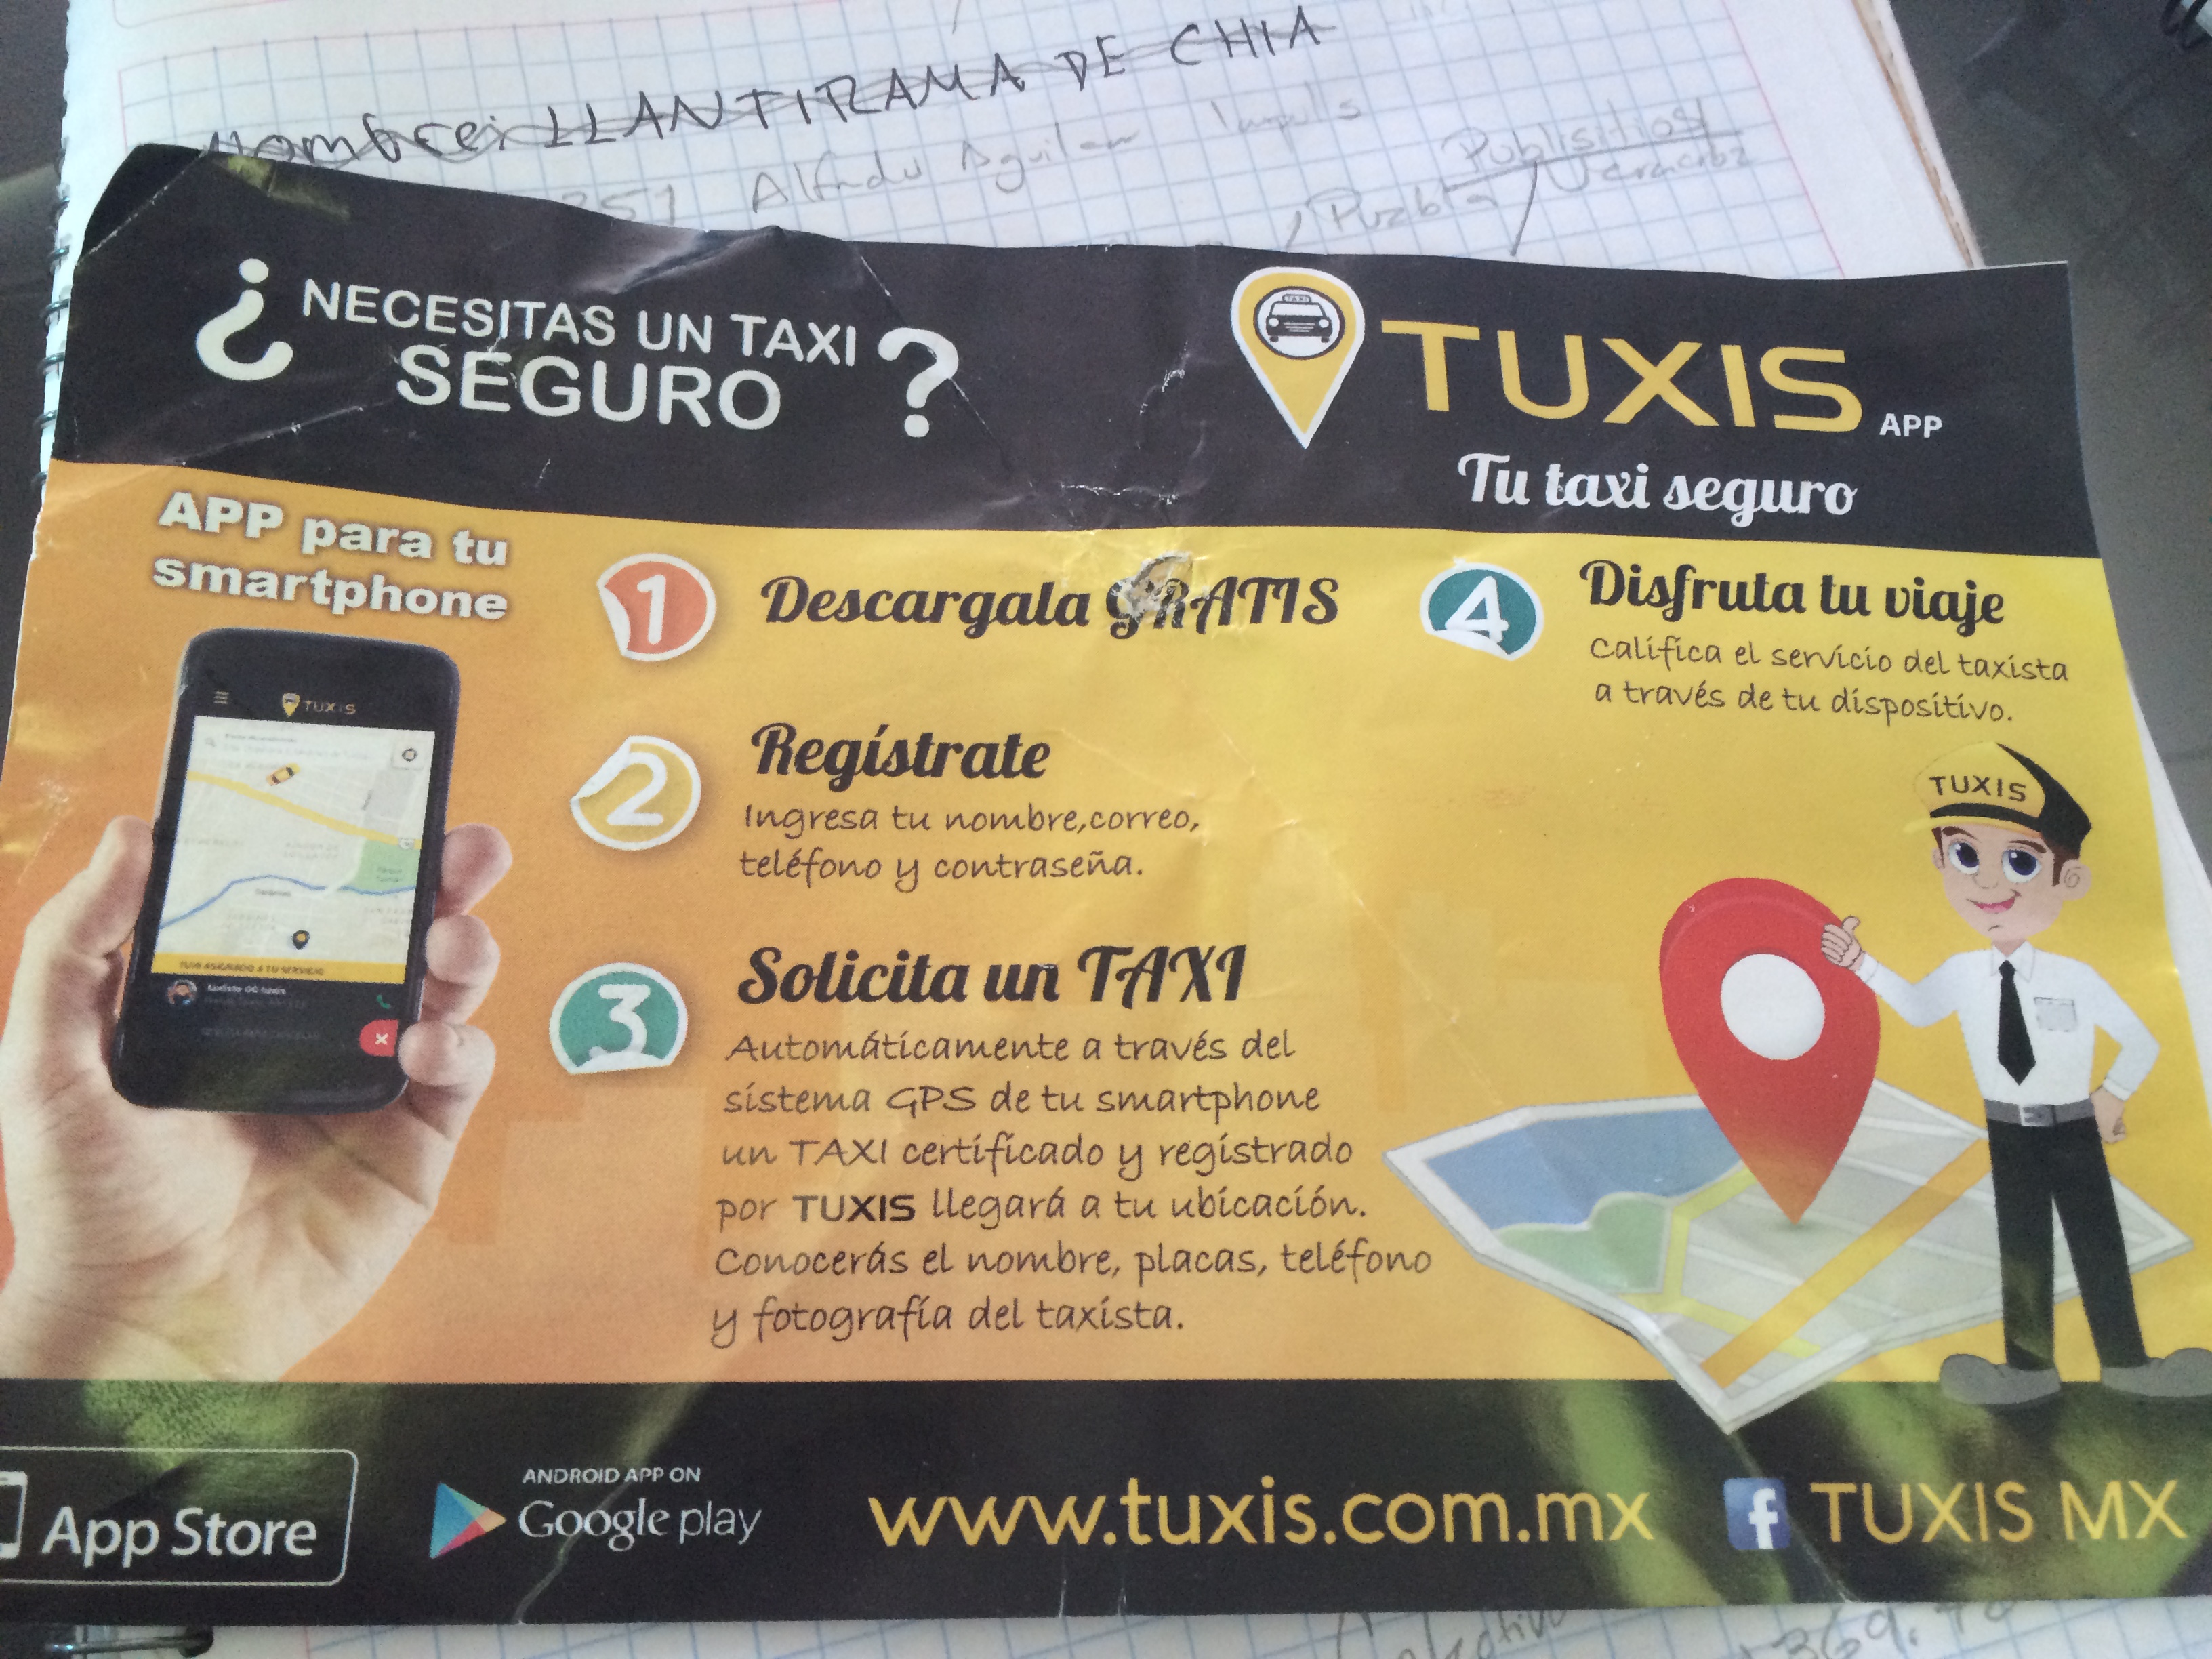 ¿ NECESITAS UN TAXI
SEGURO ?
TUXIS APP
Tu taxi seguro
APP para tu
smartphone
TUXIS
1 Descargala GRATIS
2 Regístrate
Ingresa tu nombre, correo,
teléfono y contraseña.
3 Solicita un TAXI
Automáticamente a través del
sistema GPS de tu smartphone
un TAXI certificado y registrado
por TUXIS llegará a tu ubicación.
Conocerás el nombre, placas, teléfono
y fotografía del taxista.
4 Disfruta tu viaje
califica el servicio del taxista
a través de tu dispositivo.
TUXIS
App Store
ANDROID APP ON
Google play
www.tuxis.com.mx
f TUXIS MX